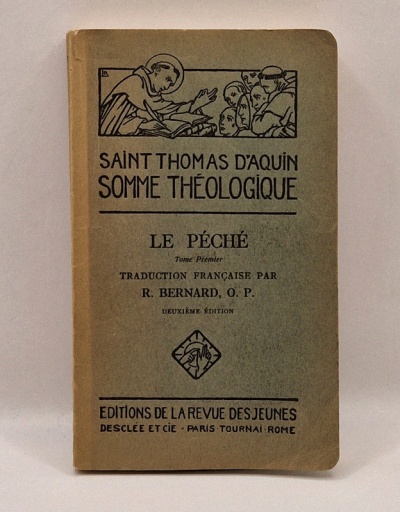 SAINT THOMAS D'AQUIN
SOMME THÉOLOGIQUE
LE PÉCHÉ
Tome Premier
TRADUCTION FRANÇAISE PAR
R. BERNARD, O. P.
DEUXIÈME ÉDITION
EDITIONS DE LA REVUE DES JEUNES
DESCLÉE ET CIE · PARIS · TOURNAI · ROME